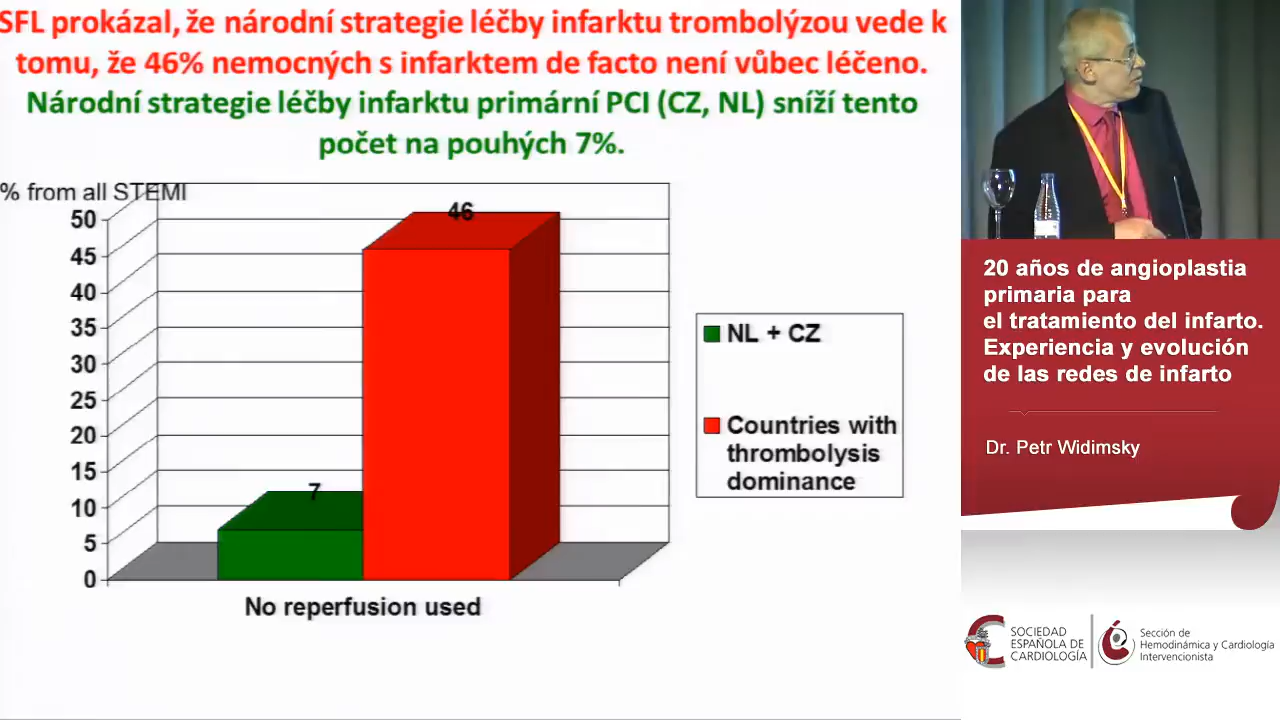 SFL prokázal, že národní strategie léčby infarktu trombolýzou vede k
tomu, že 46% nemocných s infarktem de facto není vůbec léčeno.
Národní strategie léčby infarktu primární PCI (CZ, NL) sníží tento
počet na pouhých 7%.
% from all STEMI
50
45
40
35
30
25
20
15
10
5
0
46
7
No reperfusion used
NL + CZ
Countries with
thrombolysis
dominance
20 años de angioplastia
primaria para
el tratamiento del infarto.
Experiencia y evolución
de las redes de infarto
Dr. Petr Widimsky
SOCIEDAD
ESPAÑOLA DE
CARDIOLOGÍA
Sección de
Hemodinámica y Cardiología
Intervencionista